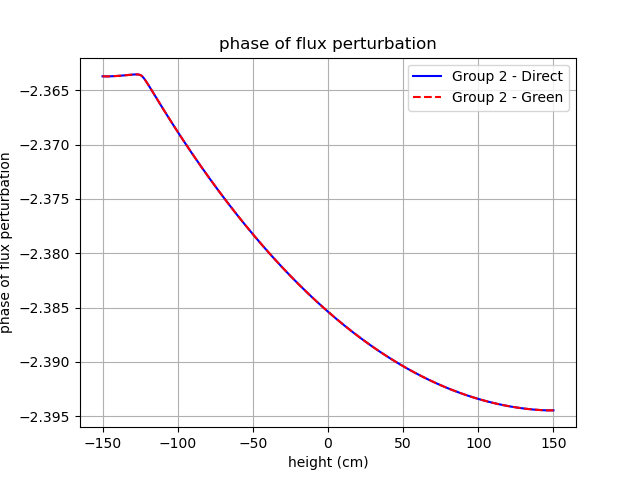 phase of flux perturbation
Group 2 - Direct
Group 2 - Green
−2.365
−2.370
−2.375
−2.380
−2.385
−2.390
−2.395
phase of flux perturbation
−150
−100
−50
0
50
100
150
height (cm)